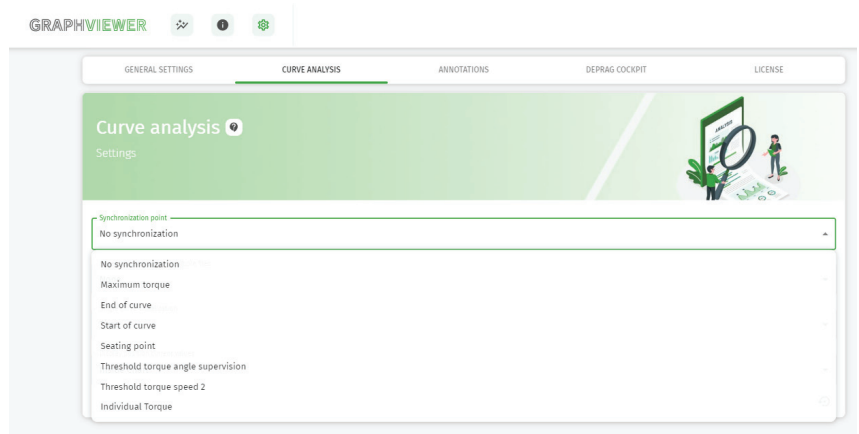 GRAPHVIEWER
GENERAL SETTINGS
CURVE ANALYSIS
ANNOTATIONS
DEPRAG COCKPIT
LICENSE
Curve analysis
Settings
ANALYSIS
Synchronization point
No synchronization
No synchronization
Maximum torque
End of curve
Start of curve
Seating point
Threshold torque angle supervision
Threshold torque speed 2
Individual Torque